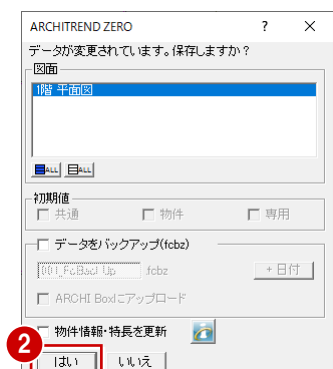 ARCHITREND ZERO ? ×
データが変更されています。保存しますか?
図面
1階 平面図
ALL ALL
初期値
共通 物件 専用
データをバックアップ(fcbz)
fcbz +日付
ARCHI Boxにアップロード
物件情報・特長を更新
2
はい いいえ